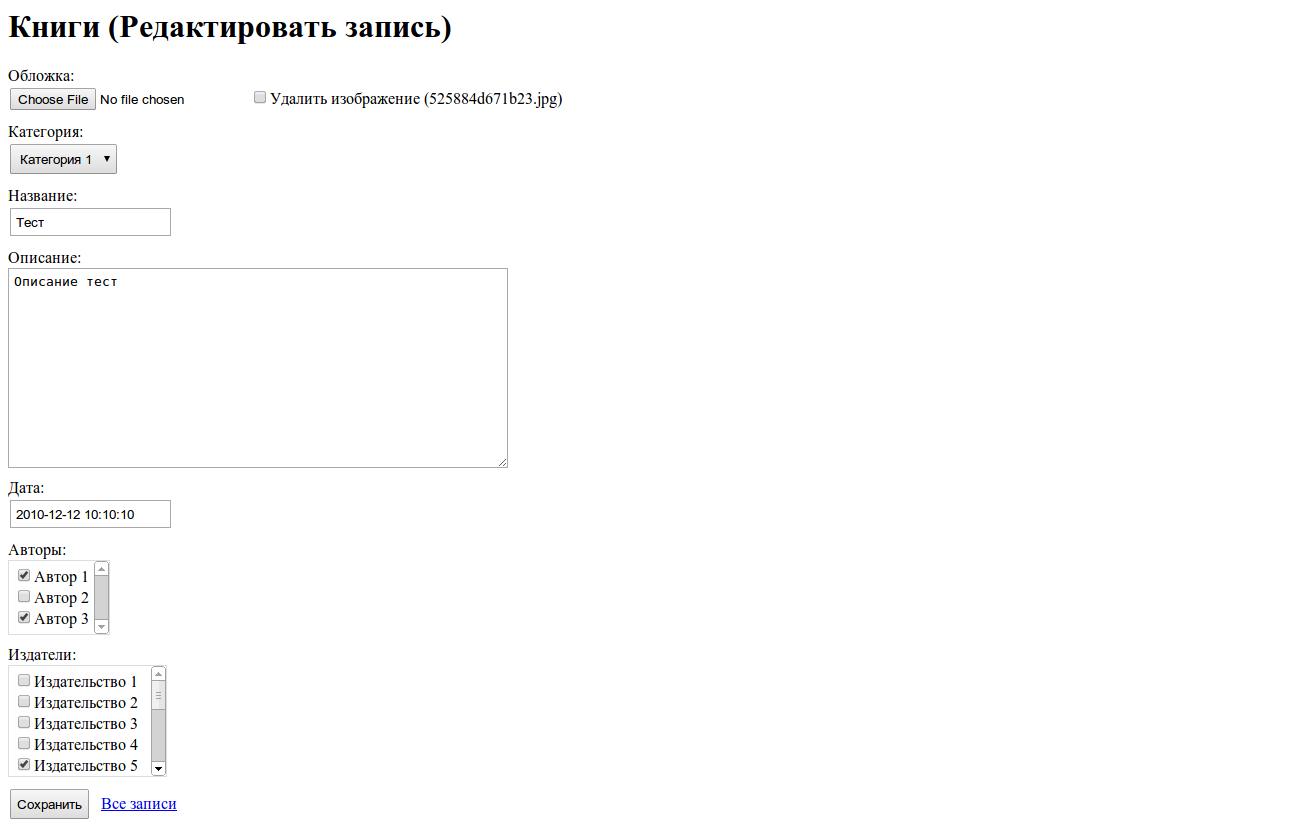 Книги (Редактировать запись)
Обложка:
Choose File No file chosen Удалить изображение (525884d671b23.jpg)
Категория:
Категория 1
Название:
Тест
Описание:
Описание тест
Дата:
2010-12-12 10:10:10
Авторы:
Автор 1
Автор 2
Автор 3
Издатели:
Издательство 1
Издательство 2
Издательство 3
Издательство 4
Издательство 5
Сохранить Все записи